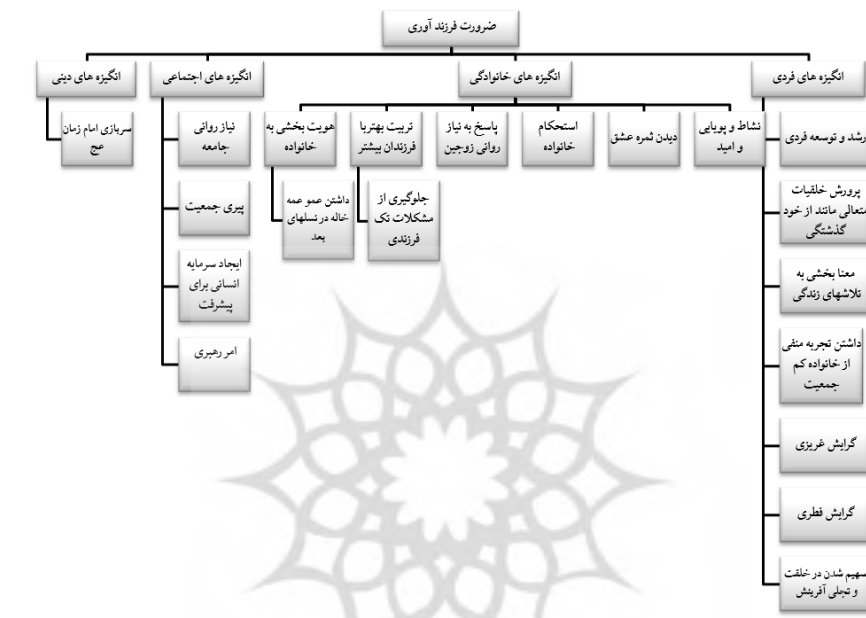 ضرورت فرزند آوری
انگیزه های فردی
انگیزه های خانوادگی
انگیزه های اجتماعی
انگیزه های دینی
رشد و توسعه فردی
پرورش خلقیات
متعالی مانند از خود
گذشتگی
معنا بخشی به
تلاشهای زندگی
داشتن تجربه منفی
از خانواده کم
جمعیت
گرایش غریزی
گرایش فطری
سهیم شدن در خلقت
و تجلی آفرینش
نشاط و پویایی
و امید
دیدن ثمره عشق
استحکام
خانواده
پاسخ به نیاز
روانی زوجین
تربیت بهتربا
فرزندان بیشتر
جلوگیری از
مشکلات تک
فرزندی
هویت بخشی به
خانواده
داشتن عمو عمه
خاله در نسلهای
بعد
نیاز روانی
جامعه
پیری جمعیت
ایجاد سرمایه
انسانی برای
پیشرفت
امر رهبری
سربازی امام زمان
عج